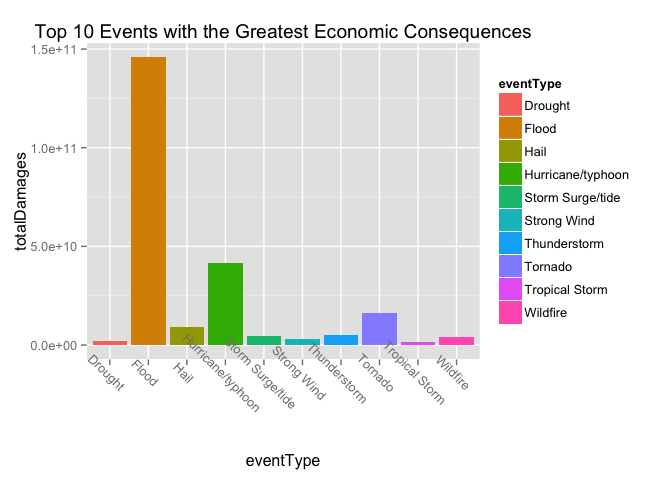 Top 10 Events with the Greatest Economic Consequences
totalDamages
1.5e+11
1.0e+11
5.0e+10
0.0e+00
Drought
Flood
Hail
Hurricane/typhoon
Storm Surge/tide
Strong Wind
Thunderstorm
Tornado
Tropical Storm
Wildfire
eventType
eventType
Drought
Flood
Hail
Hurricane/typhoon
Storm Surge/tide
Strong Wind
Thunderstorm
Tornado
Tropical Storm
Wildfire